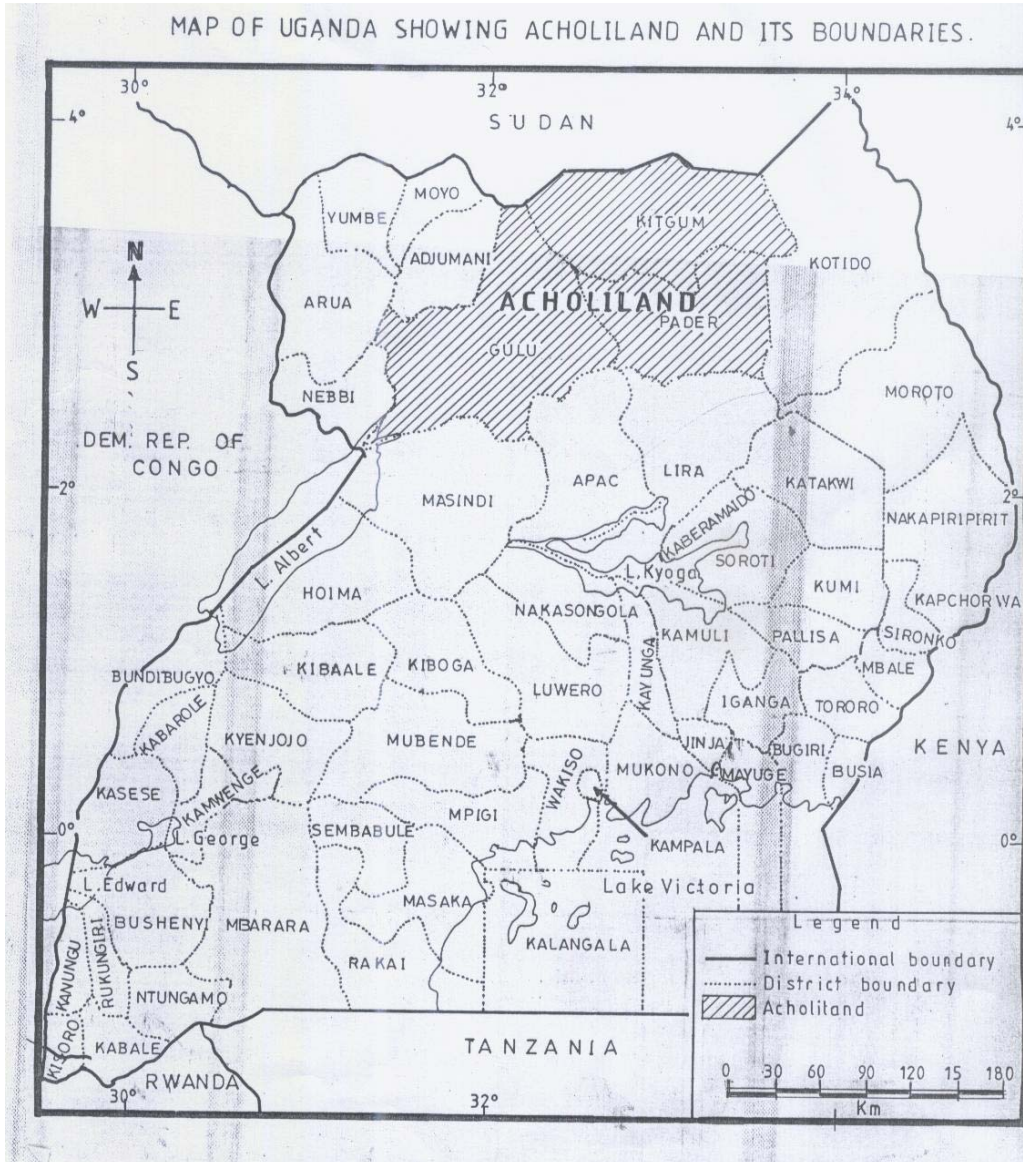 MAP OF UGANDA SHOWING ACHOLILAND AND ITS BOUNDARIES.
30°
32°
34°
4°
4°
SUDAN
MOYO
YUMBE
KITGUM
ADJUMANI
KOTIDO
N
W
E
S
ARUA
ACHOLILAND
PADER
GULU
NEBBI
MOROTO
DEM. REP. OF
CONGO
LIRA
APAC
KATAKWI
MASINDI
2°
2°
NAKAPIRIPIRIT
KABERAMAIDO
L. Albert
L.Kyoga
SOROTI
KUMI
HOIMA
NAKASONGOLA
KAPCHORWA
KAMULI
PALLISA
SIRONKO
KIBAALE
KIBOGA
KAYUNGA
MBALE
BUNDIBUGYO
LUWERO
IGANGA
TORORO
KABAROLE
KYENJOJO
MUBENDE
JINJA
BUGIRI
KENYA
MUKONO
MAYUGE
BUSIA
KASESE
KAMWENGE
WAKISO
MPIGI
SEMBABULE
0°
0°
L.George
KAMPALA
L.Edward
Lake Victoria
MASAKA
BUSHENYI
MBARARA
KALANGALA
RAKAI
KANUNGU
RUKUNGIRI
NTUNGAMO
KISORO
KABALE
TANZANIA
RWANDA
30°
32°
Legend
International boundary
District boundary
Acholiland
0 30 60 90 120 15 180
Km